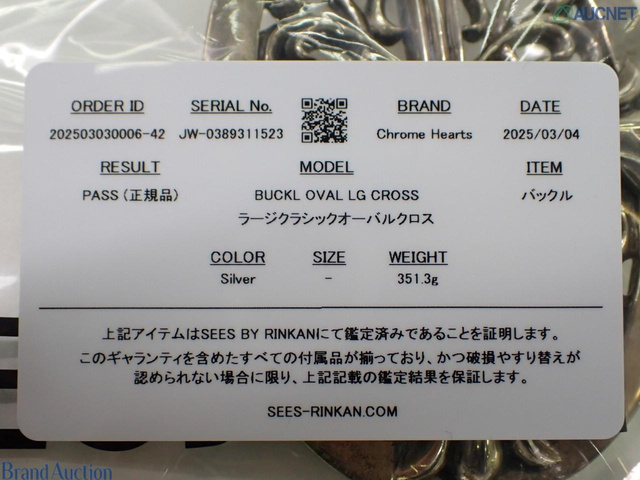 AUCNET
ORDER ID SERIAL No. BRAND DATE
202503030006-42 JW-0389311523 Chrome Hearts 2025/03/04
RESULT MODEL ITEM
PASS (正規品) BUCKL OVAL LG CROSS バックル
ラージクラシックオーバルクロス
COLOR SIZE WEIGHT
Silver - 351.3g
上記アイテムはSEES BY RINKANにて鑑定済みであることを証明します。
このギャランティを含めたすべての付属品が揃っており、かつ破損やすり替えが
認められない場合に限り、上記記載の鑑定結果を保証します。
SEES-RINKAN.COM
Brand Auction